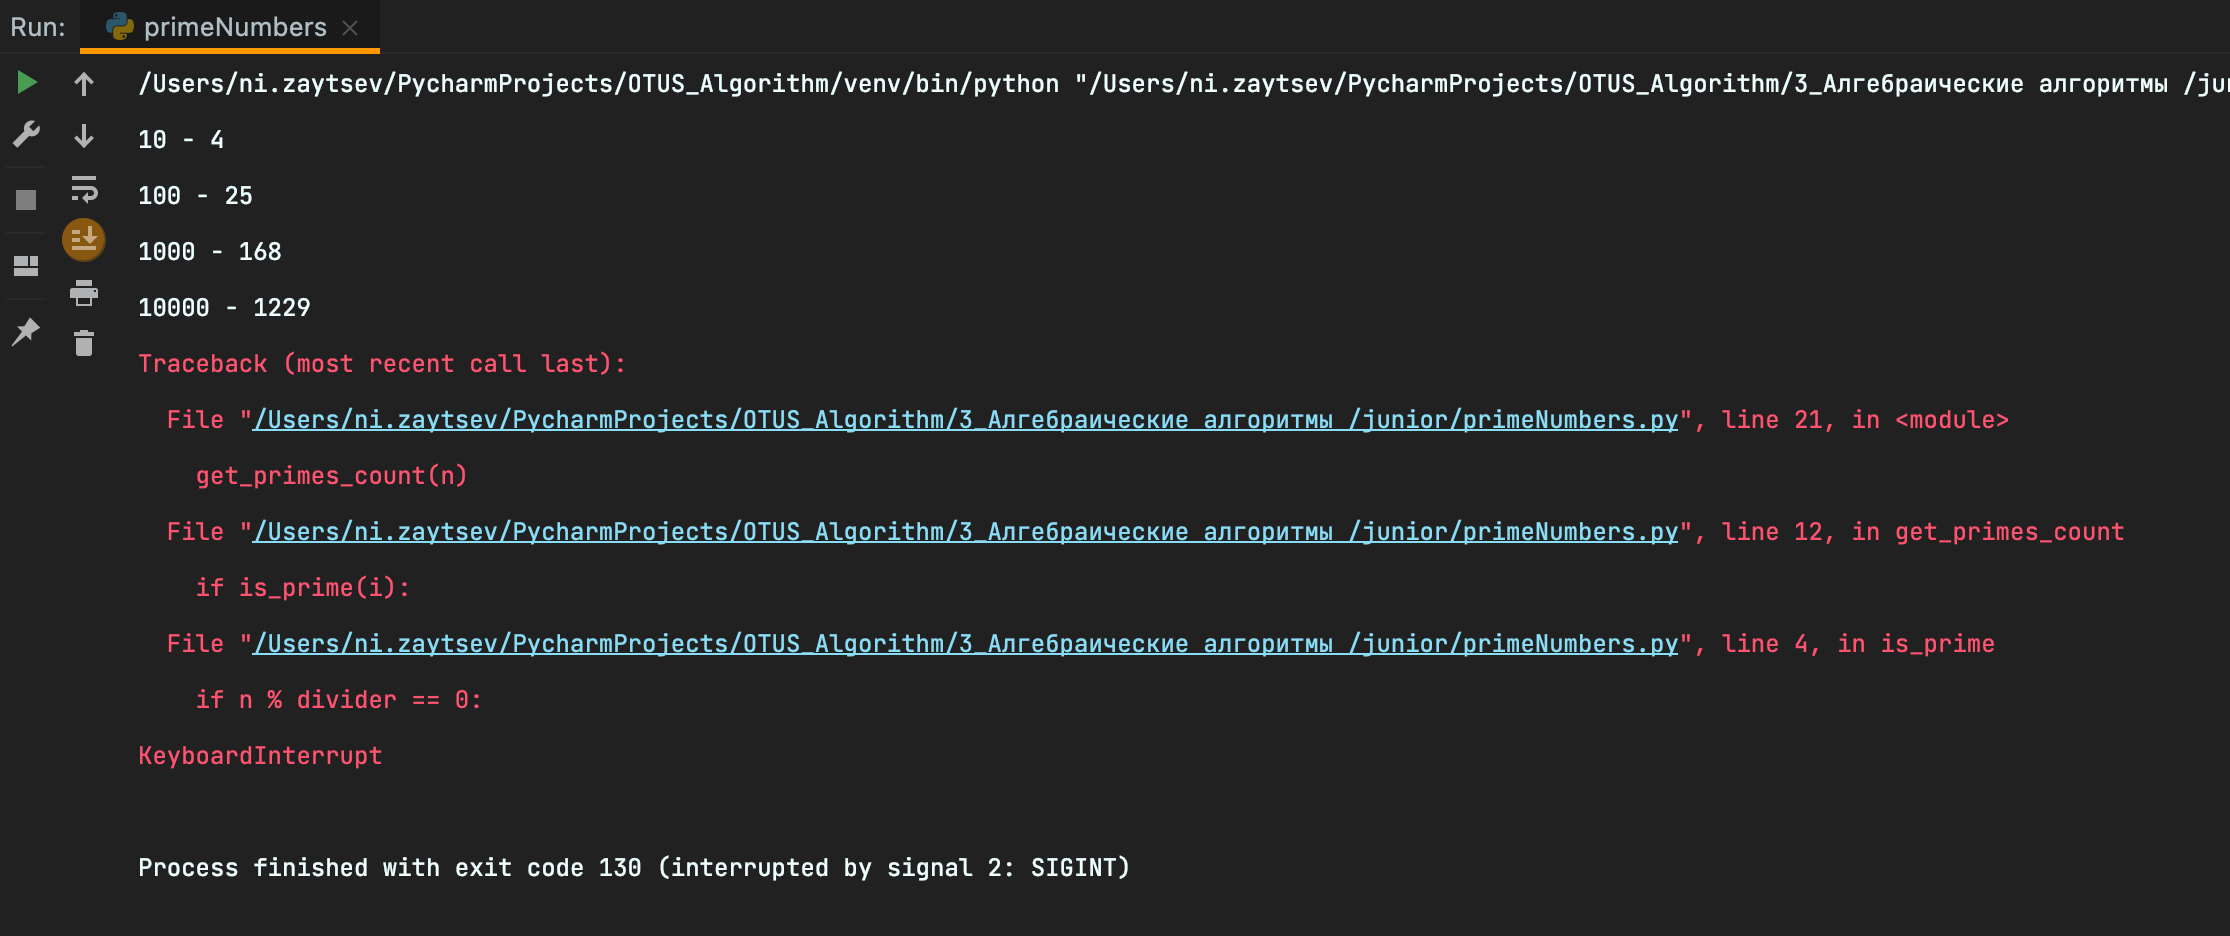 Run: primeNumbers
/Users/ni.zaytsev/PycharmProjects/OTUS_Algorithm/venv/bin/python "/Users/ni.zaytsev/PycharmProjects/OTUS_Algorithm/3_Алгебраические алгоритмы /ju
10 - 4
100 - 25
1000 - 168
10000 - 1229
Traceback (most recent call last):
  File "/Users/ni.zaytsev/PycharmProjects/OTUS_Algorithm/3_Алгебраические алгоритмы /junior/primeNumbers.py", line 21, in <module>
    get_primes_count(n)
  File "/Users/ni.zaytsev/PycharmProjects/OTUS_Algorithm/3_Алгебраические алгоритмы /junior/primeNumbers.py", line 12, in get_primes_count
    if is_prime(i):
  File "/Users/ni.zaytsev/PycharmProjects/OTUS_Algorithm/3_Алгебраические алгоритмы /junior/primeNumbers.py", line 4, in is_prime
    if n % divider == 0:
KeyboardInterrupt
Process finished with exit code 130 (interrupted by signal 2: SIGINT)